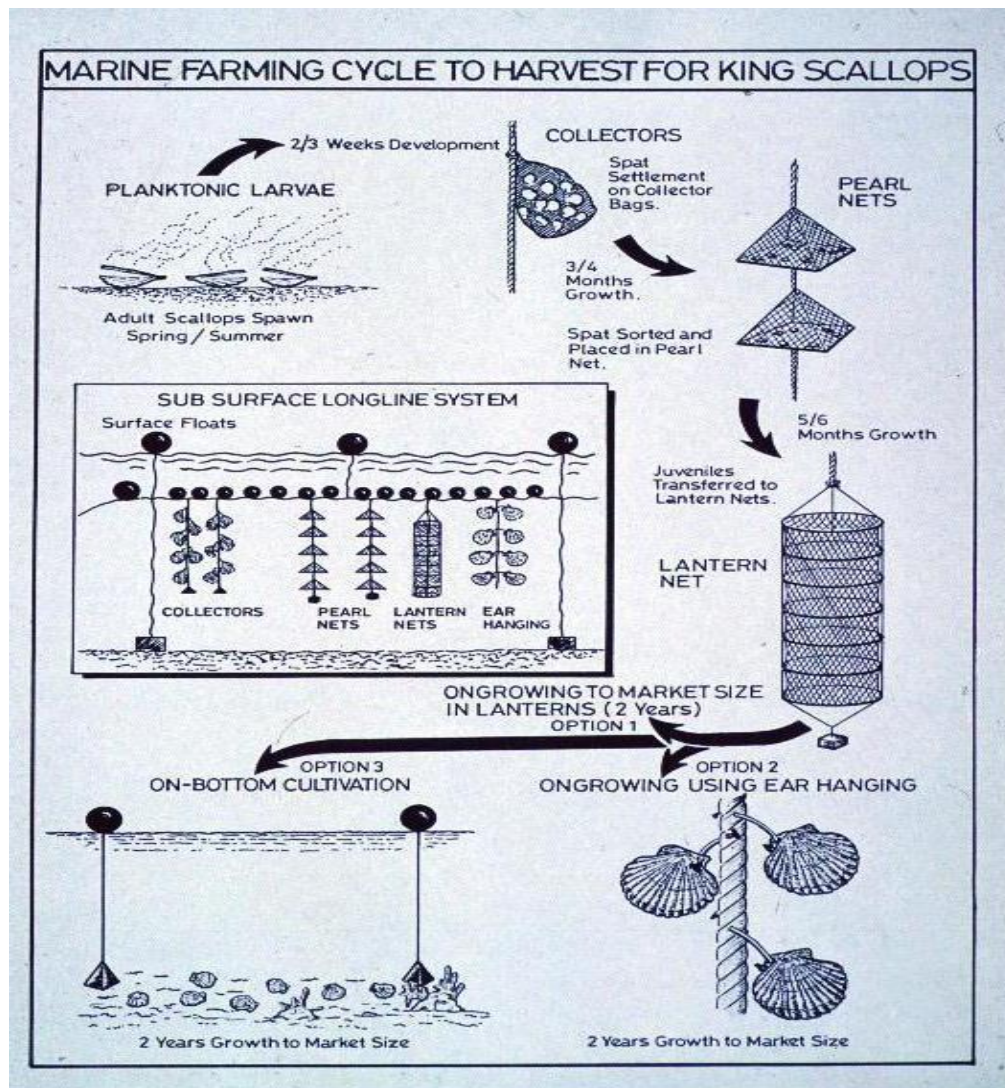 MARINE FARMING CYCLE TO HARVEST FOR KING SCALLOPS
2/3 Weeks Development
PLANKTONIC LARVAE
Adult Scallops Spawn
Spring / Summer
COLLECTORS
Spat
Settlement
on Collector
Bags.
3/4
Months
Growth.
Spat Sorted and
Placed in Pearl
Net.
PEARL
NETS
5/6
Months Growth
Juveniles
Transferred to
Lantern Nets.
LANTERN
NET
SUB SURFACE LONGLINE SYSTEM
Surface Floats
COLLECTORS
PEARL
NETS
LANTERN
NETS
EAR
HANGING
ONGROWING TO MARKET SIZE
IN LANTERNS (2 Years)
OPTION 1
OPTION 3
ON-BOTTOM CULTIVATION
2 Years Growth to Market Size
OPTION 2
ONGROWING USING EAR HANGING
2 Years Growth to Market Size